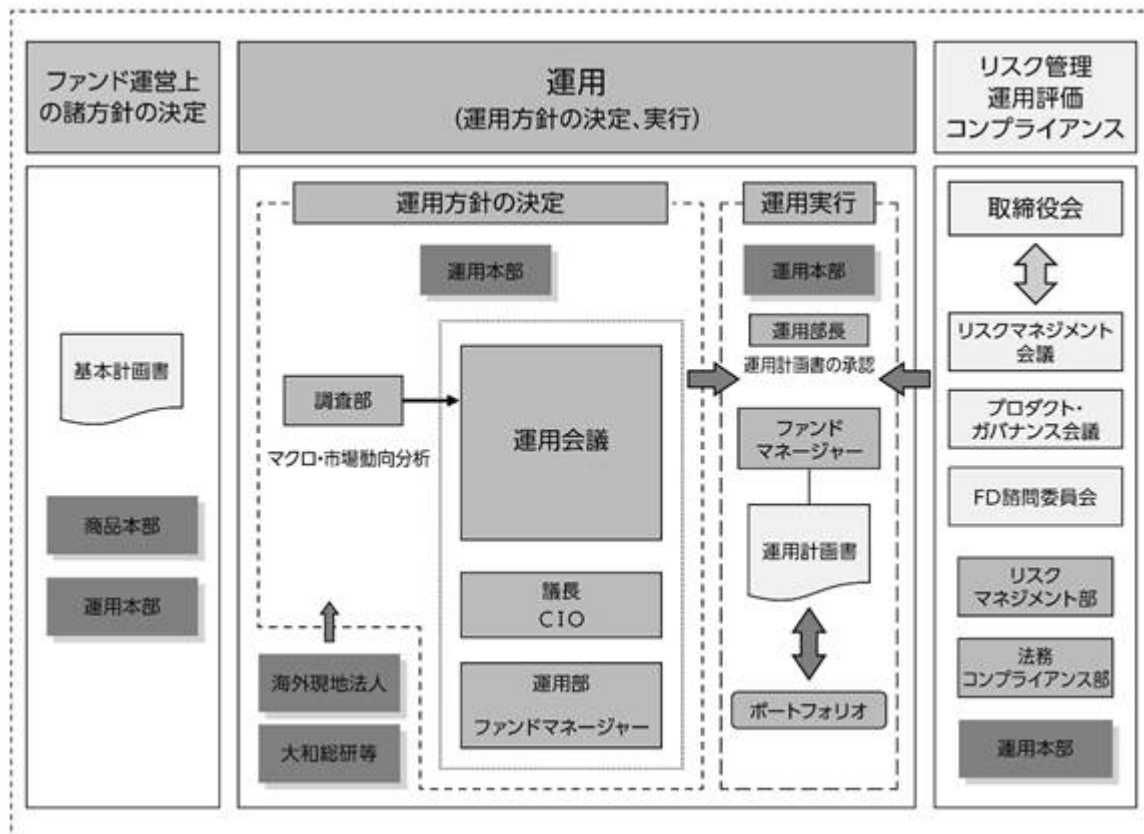 ファンド運営上
の諸方針の決定
運用
(運用方針の決定、実行)
リスク管理
運用評価
コンプライアンス
基本計画書
商品本部
運用本部
運用方針の決定
運用本部
調査部
マクロ・市場動向分析
運用会議
議長
CIO
運用部
ファンドマネージャー
海外現地法人
大和総研等
運用実行
運用本部
運用部長
運用計画書の承認
ファンド
マネージャー
運用計画書
ポートフォリオ
取締役会
リスクマネジメント
会議
プロダクト・
ガバナンス会議
FD諮問委員会
リスク
マネジメント部
法務
コンプライアンス部
運用本部